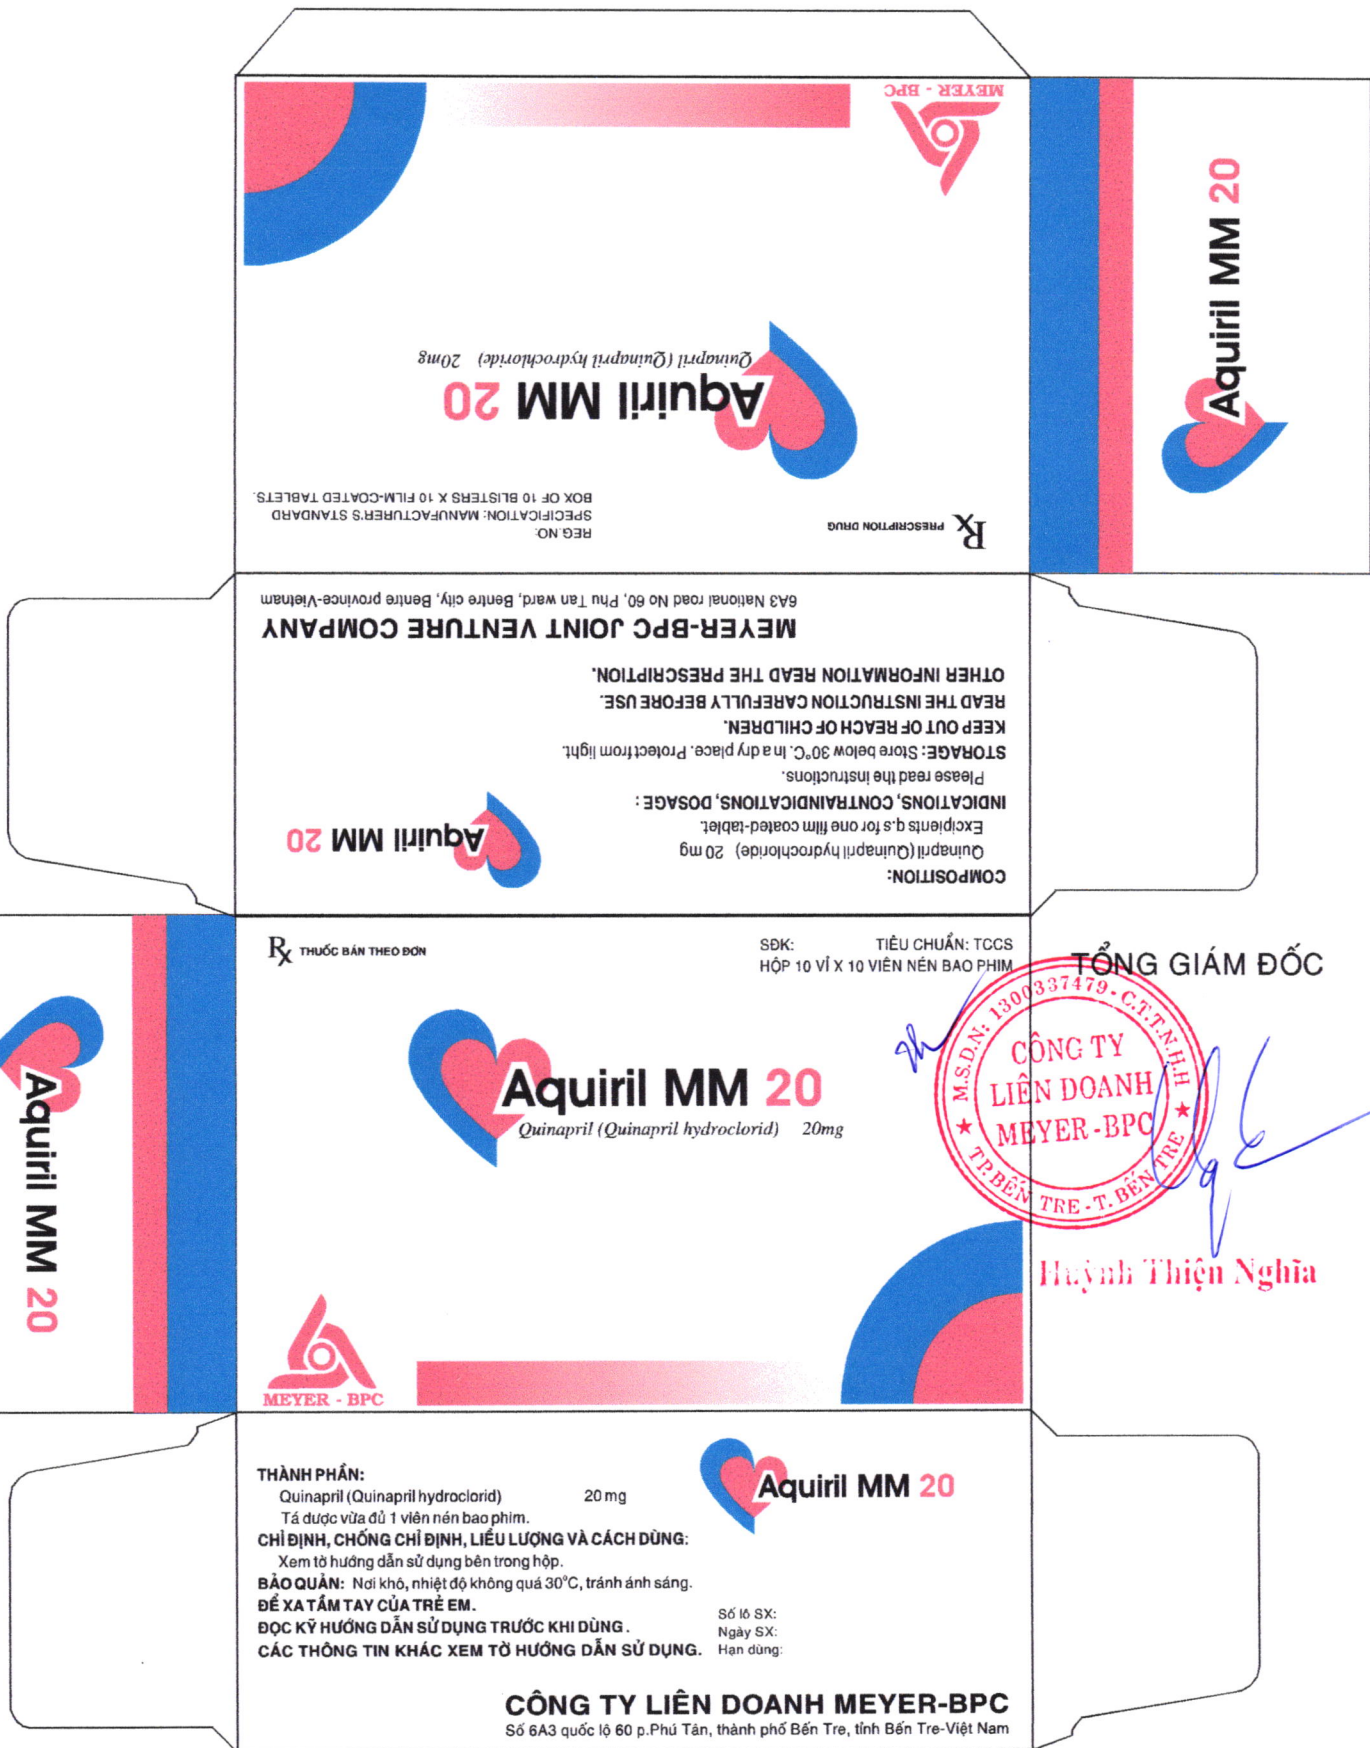 MEYER - BPC
Aquiril MM 20
Quinapril (Quinapril hydrochloride) 20mg
Aquiril MM 20
REG.NO:
SPECIFICATION: MANUFACTURER'S STANDARD
BOX OF 10 BLISTERS X 10 FILM-COATED TABLETS.
Rx PRESCRIPTION DRUG
MEYER-BPC JOINT VENTURE COMPANY
6A3 National road No 60, Phu Tan ward, Bentre city, Bentre province-Vietnam
COMPOSITION:
Quinapril (Quinapril hydrochloride) 20 mg
Excipients q.s for one film coated-tablet.
INDICATIONS, CONTRAINDICATIONS, DOSAGE :
Please read the instructions.
STORAGE: Store below 30°C. In a dry place. Protect from light.
KEEP OUT OF REACH OF CHILDREN.
READ THE INSTRUCTION CAREFULLY BEFORE USE.
OTHER INFORMATION READ THE PRESCRIPTION.
Aquiril MM 20
Rx THUỐC BÁN THEO ĐƠN
SĐK: TIÊU CHUẨN: TCCS
HỘP 10 VỈ X 10 VIÊN NÉN BAO PHIM
Aquiril MM 20
Quinapril (Quinapril hydroclorid) 20mg
MEYER - BPC
Aquiril MM 20
TỔNG GIÁM ĐỐC
M.S.D.N: 1300337479-C.T.T.N.H.H
CÔNG TY
LIÊN DOANH
MEYER-BPC
TP. BẾN TRE - T. BẾN TRE
Huỳnh Thiện Nghĩa
THÀNH PHẦN:
Quinapril (Quinapril hydroclorid) 20 mg
Tá dược vừa đủ 1 viên nén bao phim.
CHỈ ĐỊNH, CHỐNG CHỈ ĐỊNH, LIỀU LƯỢNG VÀ CÁCH DÙNG:
Xem tờ hướng dẫn sử dụng bên trong hộp.
BẢO QUẢN: Nơi khô, nhiệt độ không quá 30°C, tránh ánh sáng.
ĐỂ XA TẦM TAY CỦA TRẺ EM.
ĐỌC KỸ HƯỚNG DẪN SỬ DỤNG TRƯỚC KHI DÙNG .
CÁC THÔNG TIN KHÁC XEM TỜ HƯỚNG DẪN SỬ DỤNG.
Aquiril MM 20
Số lô SX:
Ngày SX:
Hạn dùng:
CÔNG TY LIÊN DOANH MEYER-BPC
Số 6A3 quốc lộ 60 p.Phú Tân, thành phố Bến Tre, tỉnh Bến Tre-Việt Nam